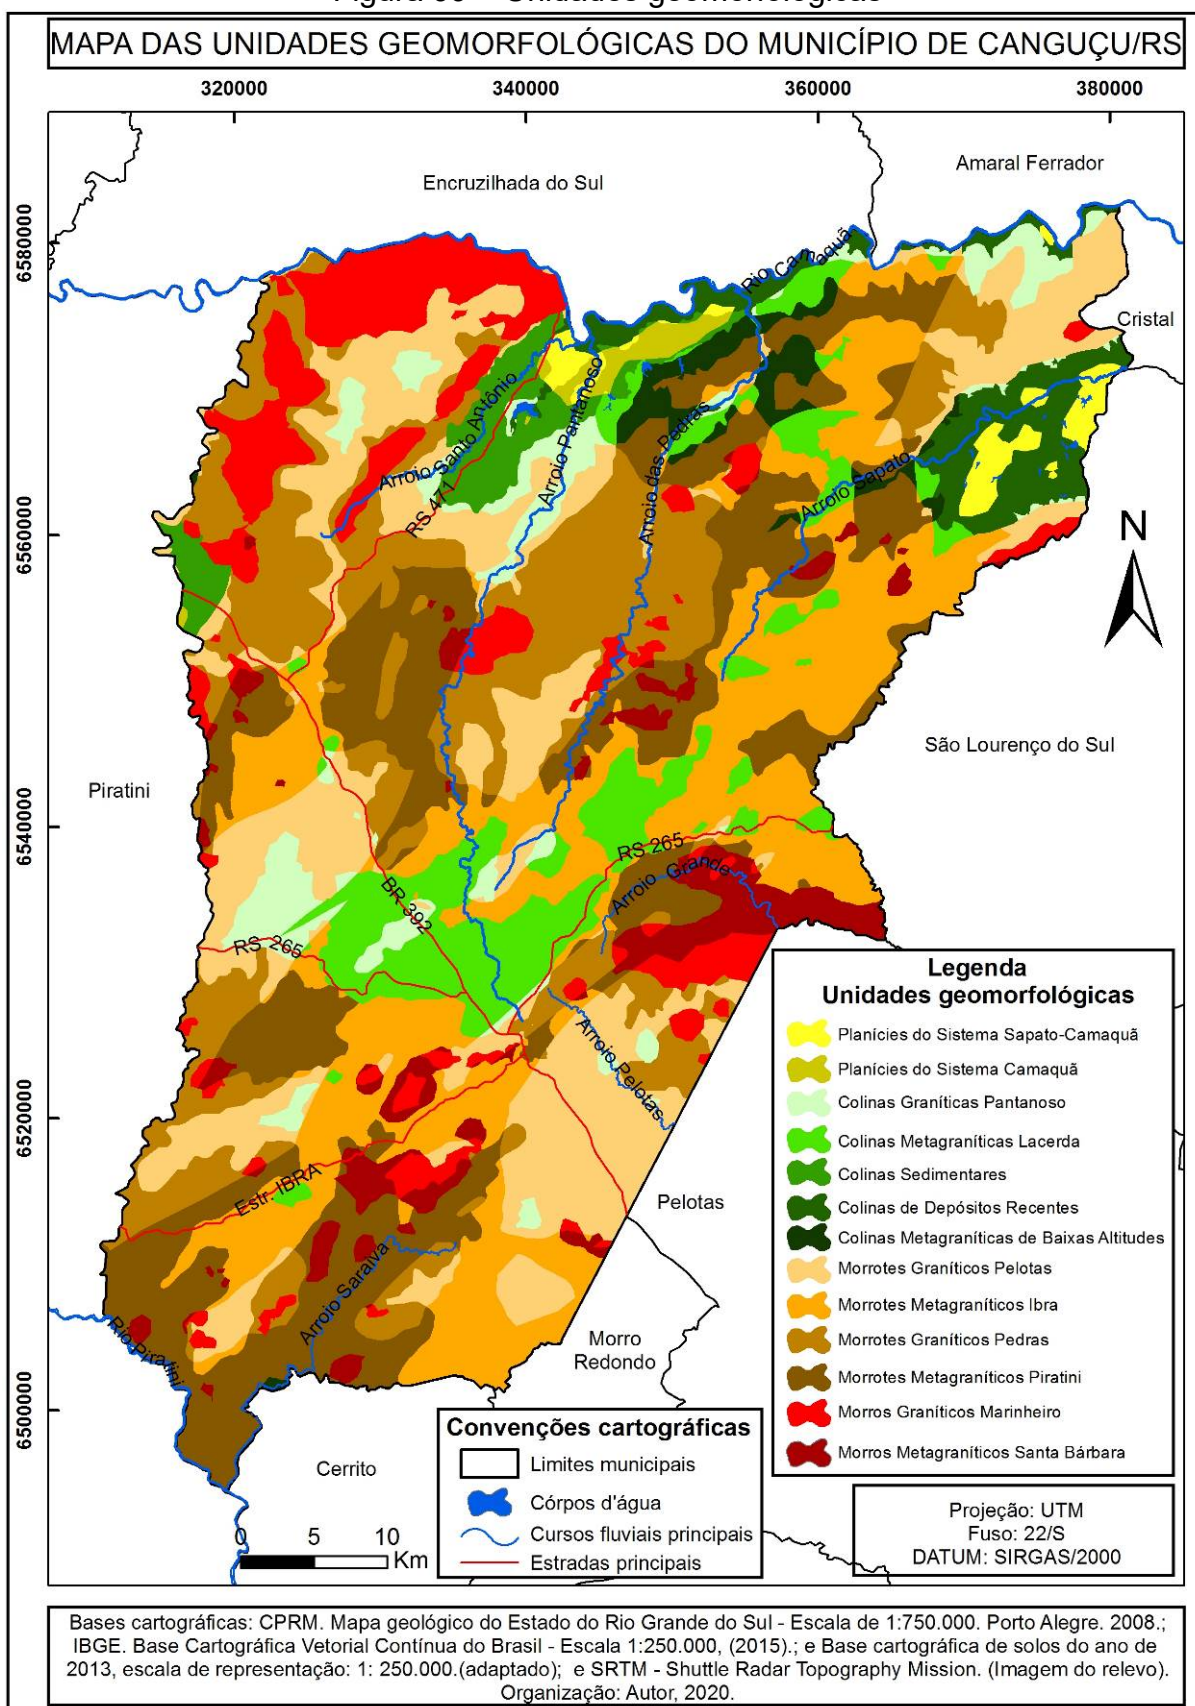 MAPA DAS UNIDADES GEOMORFOLÓGICAS DO MUNICÍPIO DE CANGUÇU/RS
320000
340000
360000
380000
6580000
6560000
6540000
6520000
6500000
Encruzilhada do Sul
Amaral Ferrador
Cristal
São Lourenço do Sul
Piratini
Pelotas
Morro
Redondo
Cerrito
Rio Camaquã
Arroio Santo Antônio
RS 471
Arroio Pantanoso
Arroio das Pedras
Arroio Sapato
N
BR 392
RS 265
RS 265
Arroio Grande
Arroio Pelotas
Estr. IBRA
Arroio Saraiva
Rio Piratini
Legenda
Unidades geomorfológicas
Planícies do Sistema Sapato-Camaquã
Planícies do Sistema Camaquã
Colinas Graníticas Pantanoso
Colinas Metagraníticas Lacerda
Colinas Sedimentares
Colinas de Depósitos Recentes
Colinas Metagraníticas de Baixas Altitudes
Morrotes Graníticos Pelotas
Morrotes Metagraníticos Ibra
Morrotes Graníticos Pedras
Morrotes Metagraníticos Piratini
Morros Graníticos Marinheiro
Morros Metagraníticos Santa Bárbara
Convenções cartográficas
Limites municipais
Córpos d'água
Cursos fluviais principais
Estradas principais
0 5 10
Km
Projeção: UTM
Fuso: 22/S
DATUM: SIRGAS/2000
Bases cartográficas: CPRM. Mapa geológico do Estado do Rio Grande do Sul - Escala de 1:750.000. Porto Alegre. 2008.;
IBGE. Base Cartográfica Vetorial Contínua do Brasil - Escala 1:250.000, (2015).; e Base cartográfica de solos do ano de
2013, escala de representação: 1: 250.000.(adaptado); e SRTM - Shuttle Radar Topography Mission. (Imagem do relevo).
Organização: Autor, 2020.